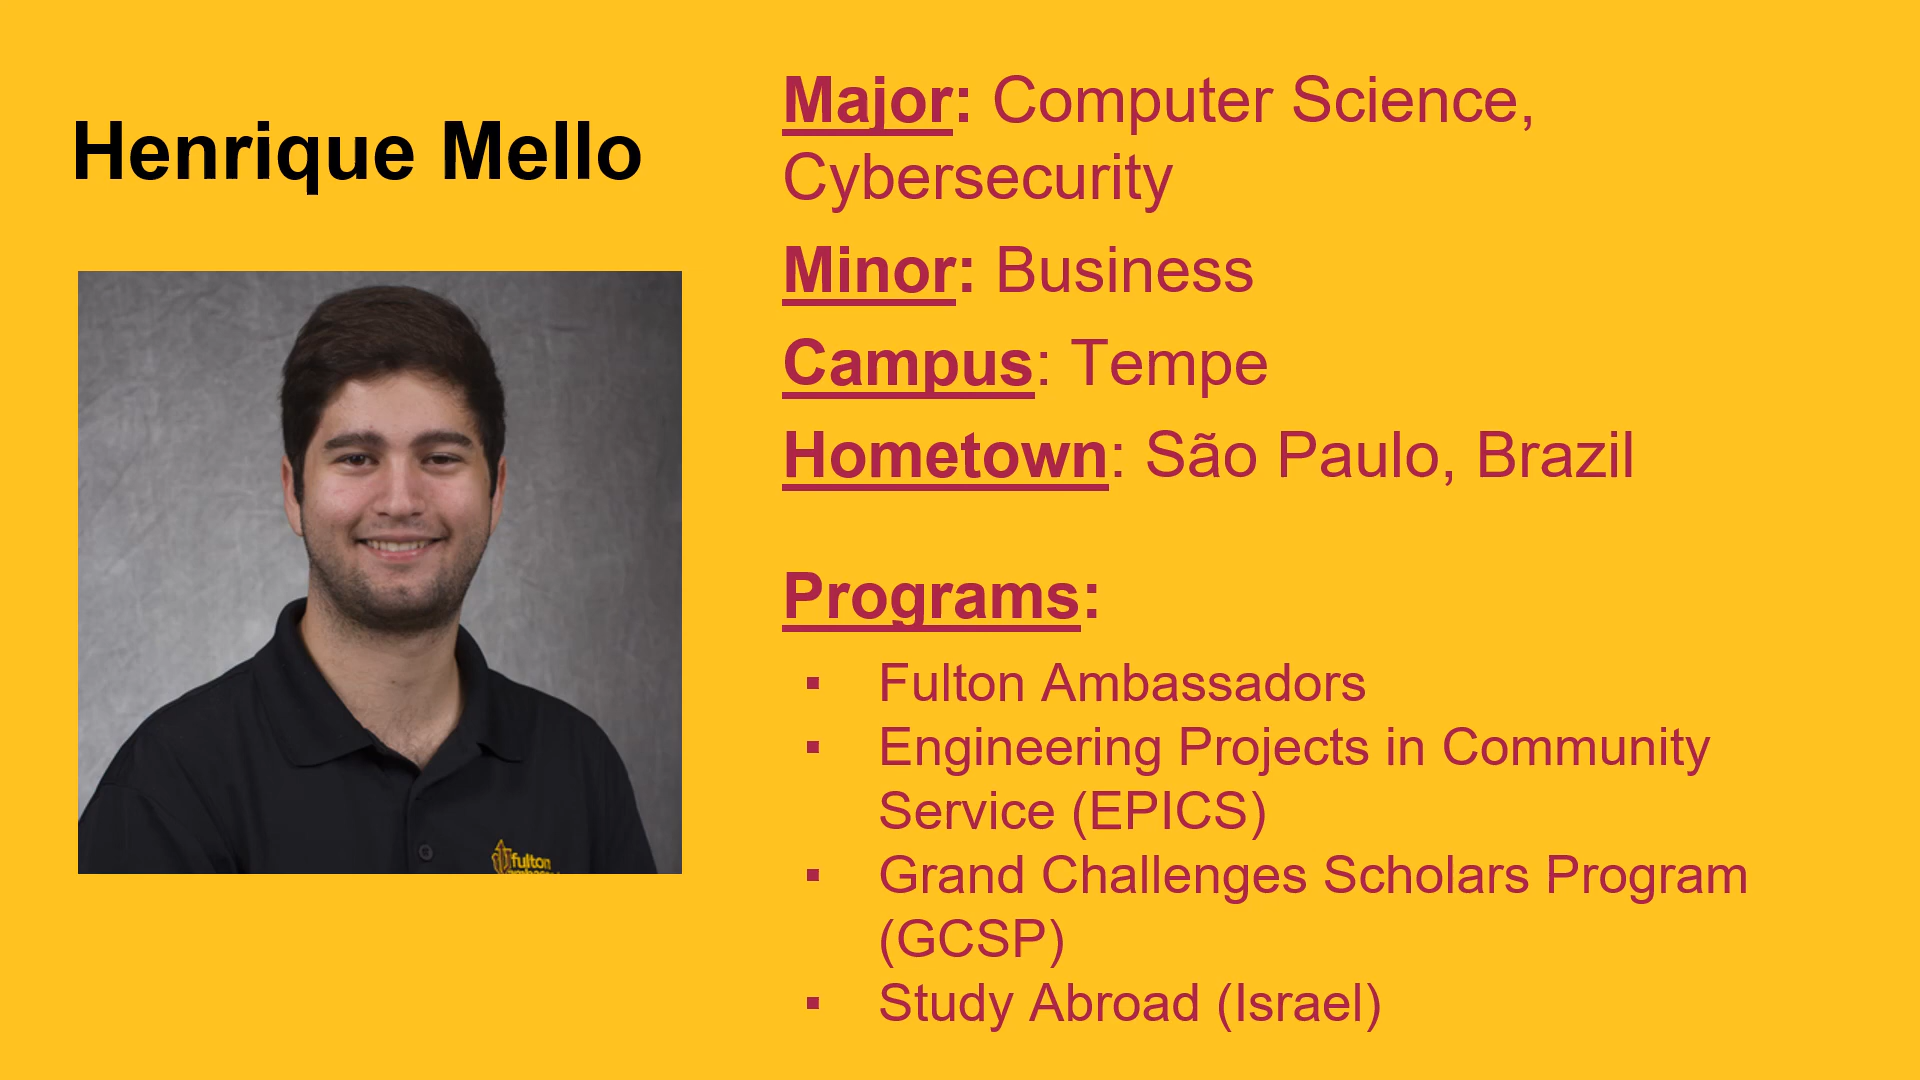 Henrique Mello
Major: Computer Science,
Cybersecurity
Minor: Business
Campus: Tempe
Hometown: São Paulo, Brazil
Programs:
▪ Fulton Ambassadors
▪ Engineering Projects in Community
Service (EPICS)
▪ Grand Challenges Scholars Program
(GCSP)
▪ Study Abroad (Israel)
fulton